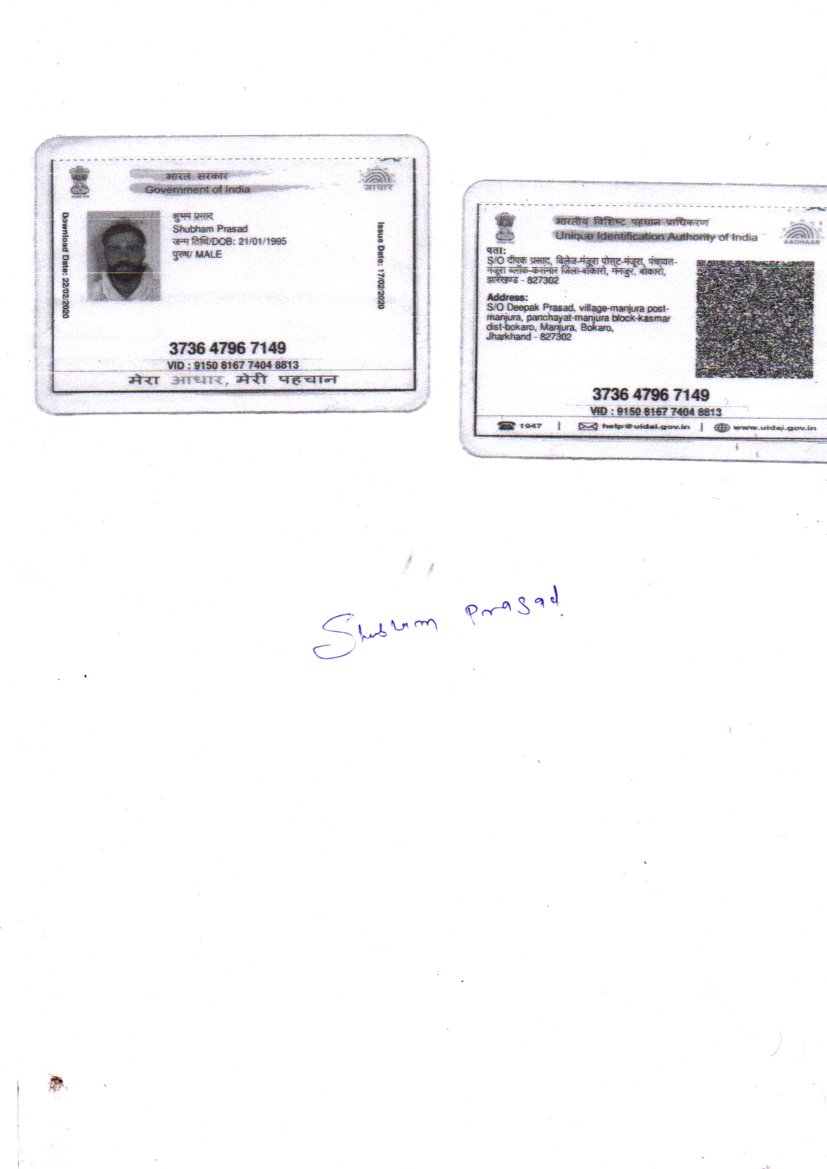 भारत सरकार
Government of India
आधार
Download Date: 22/02/2020
शुभम प्रसाद
Shubham Prasad
जन्म तिथि/DOB: 21/01/1995
पुरुष/ MALE
Issue Date: 17/02/2020
3736 4796 7149
VID : 9150 8167 7404 8813
मेरा आधार, मेरी पहचान
भारतीय विशिष्ट पहचान प्राधिकरण
Unique Identification Authority of India
AADHAAR
पता:
S/O दीपक प्रसाद, विलेज-मंजूरा पोस्ट-मंजूरा, पंचायत-
मंजूरा ब्लॉक-कसमार जिला-बोकारो, मंनजुर, बोकारो,
झारखण्ड - 827302
Address:
S/O Deepak Prasad, village-manjura post-
manjura, panchayat-manjura block-kasmar
dist-bokaro, Manjura, Bokaro,
Jharkhand - 827302
3736 4796 7149
VID : 9150 8167 7404 8813
1947 | help@uidai.gov.in | www.uidai.gov.in
Shubham Prasad